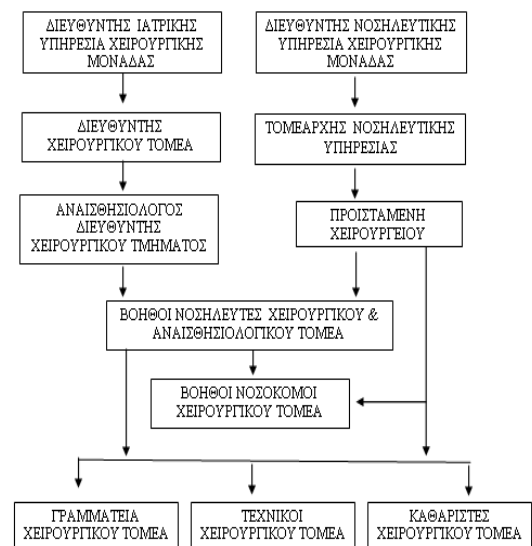 ΔΙΕΥΘΥΝΤΗΣ ΙΑΤΡΙΚΗΣ
ΥΠΗΡΕΣΙΑ ΧΕΙΡΟΥΡΓΙΚΗΣ
ΜΟΝΑΔΑΣ
ΔΙΕΥΘΥΝΤΗΣ ΝΟΣΗΛΕΥΤΙΚΗΣ
ΥΠΗΡΕΣΙΑ ΧΕΙΡΟΥΡΓΙΚΗΣ
ΜΟΝΑΔΑΣ
ΔΙΕΥΘΥΝΤΗΣ
ΧΕΙΡΟΥΡΓΙΚΟΥ ΤΟΜΕΑ
ΤΟΜΕΑΡΧΗΣ ΝΟΣΗΛΕΥΤΙΚΗΣ
ΥΠΗΡΕΣΙΑΣ
ΑΝΑΙΣΘΗΣΙΟΛΟΓΟΣ
ΔΙΕΥΘΥΝΤΗΣ
ΧΕΙΡΟΥΡΓΙΚΟΥ ΤΜΗΜΑΤΟΣ
ΠΡΟΙΣΤΑΜΕΝΗ
ΧΕΙΡΟΥΡΓΕΙΟΥ
ΒΟΗΘΟΙ ΝΟΣΗΛΕΥΤΕΣ ΧΕΙΡΟΥΡΓΙΚΟΥ &
ΑΝΑΙΣΘΗΣΙΟΛΟΓΙΚΟΥ ΤΟΜΕΑ
ΒΟΗΘΟΙ ΝΟΣΟΚΟΜΟΙ
ΧΕΙΡΟΥΡΓΙΚΟΥ ΤΟΜΕΑ
ΓΡΑΜΜΑΤΕΙΑ
ΧΕΙΡΟΥΡΓΙΚΟΥ ΤΟΜΕΑ
ΤΕΧΝΙΚΟΙ
ΧΕΙΡΟΥΡΓΙΚΟΥ ΤΟΜΕΑ
ΚΑΘΑΡΙΣΤΕΣ
ΧΕΙΡΟΥΡΓΙΚΟΥ ΤΟΜΕΑ